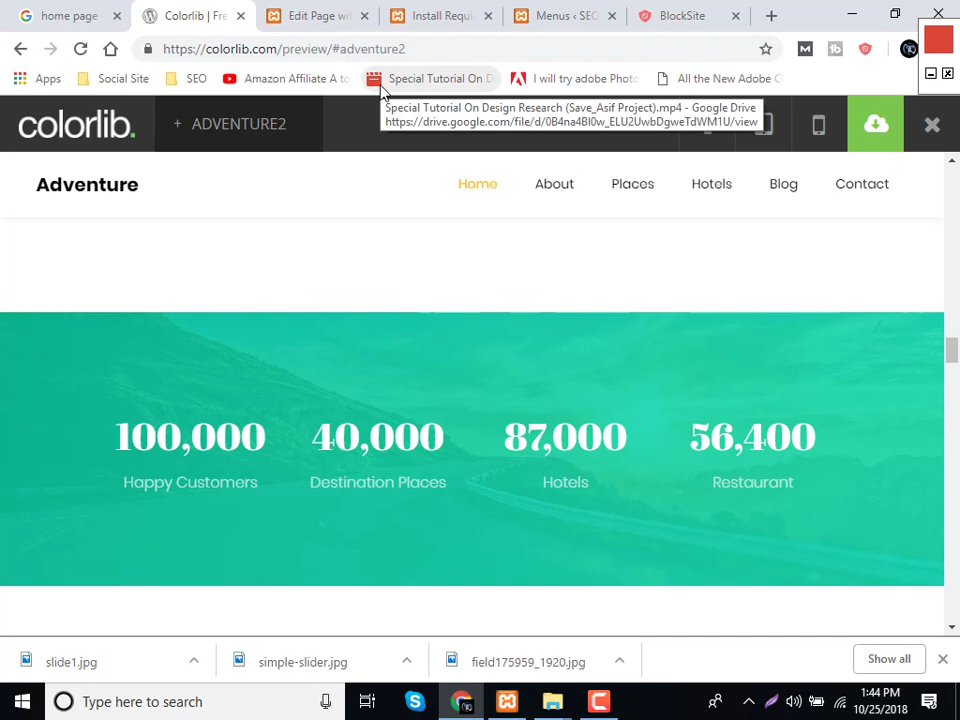 home page -
Colorlib | Fre
Edit Page wit
Install Requi
Menus ‹ SEO
BlockSite
https://colorlib.com/preview/#adventure2
Apps
Social Site
SEO
Amazon Affiliate A to
Special Tutorial On D
I will try adobe Photo
All the New Adobe C
Special Tutorial On Design Research (Save_Asif Project).mp4 - Google Drive
https://drive.google.com/file/d/0B4na4BI0w_ELU2UwbDgweTdWM1U/view
colorlib.
+ ADVENTURE2
Adventure
Home
About
Places
Hotels
Blog
Contact
100,000
40,000
87,000
56,400
Happy Customers
Destination Places
Hotels
Restaurant
slide1.jpg
simple-slider.jpg
field175959_1920.jpg
Show all
Type here to search
1:44 PM
10/25/2018